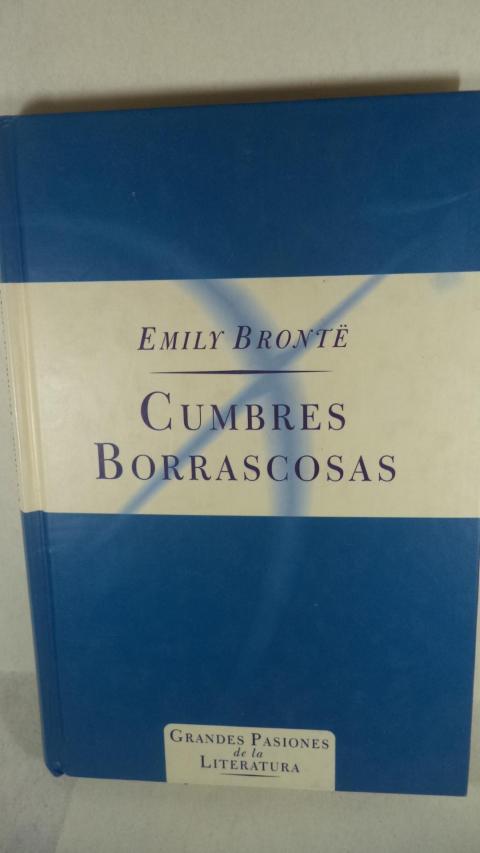 EMILY BRONTË
CUMBRES
BORRASCOSAS
GRANDES PASIONES
de la
LITERATURA